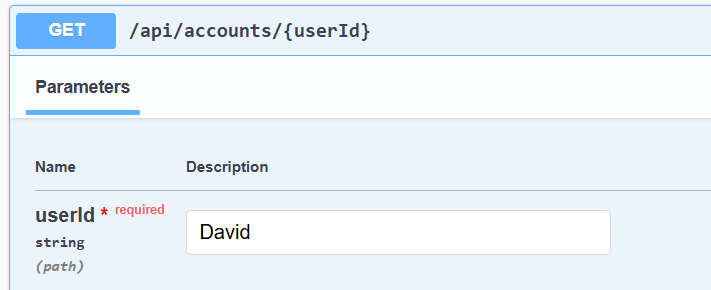 GET /api/accounts/{userId}
Parameters
Name Description
userId * required
David
string
(path)